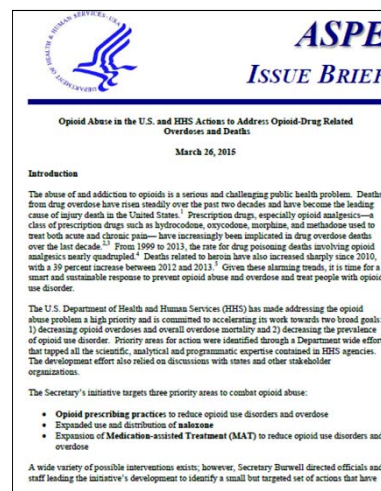 DEPARTMENT OF HEALTH & HUMAN SERVICES · USA
ASPE
ISSUE BRIEF
Opioid Abuse in the U.S. and HHS Actions to Address Opioid-Drug Related
Overdoses and Deaths
March 26, 2015
Introduction
The abuse of and addiction to opioids is a serious and challenging public health problem. Deaths
from drug overdose have risen steadily over the past two decades and have become the leading
cause of injury death in the United States.1 Prescription drugs, especially opioid analgesics—a
class of prescription drugs such as hydrocodone, oxycodone, morphine, and methadone used to
treat both acute and chronic pain— have increasingly been implicated in drug overdose deaths
over the last decade.2,3 From 1999 to 2013, the rate for drug poisoning deaths involving opioid
analgesics nearly quadrupled.4 Deaths related to heroin have also increased sharply since 2010,
with a 39 percent increase between 2012 and 2013.5 Given these alarming trends, it is time for a
smart and sustainable response to prevent opioid abuse and overdose and treat people with opioid
use disorder.
The U.S. Department of Health and Human Services (HHS) has made addressing the opioid
abuse problem a high priority and is committed to accelerating its work towards two broad goals:
1) decreasing opioid overdoses and overall overdose mortality and 2) decreasing the prevalence
of opioid use disorder. Priority areas for action were identified through a Department wide effort
that tapped all the scientific, analytical and programmatic expertise contained in HHS agencies.
The development effort also relied on discussions with states and other stakeholder
organizations.
The Secretary's initiative targets three priority areas to combat opioid abuse:
• Opioid prescribing practices to reduce opioid use disorders and overdose
• Expanded use and distribution of naloxone
• Expansion of Medication-assisted Treatment (MAT) to reduce opioid use disorders and
overdose
A wide variety of possible interventions exists; however, Secretary Burwell directed officials and
staff leading the initiative's development to identify a small but targeted set of actions that have